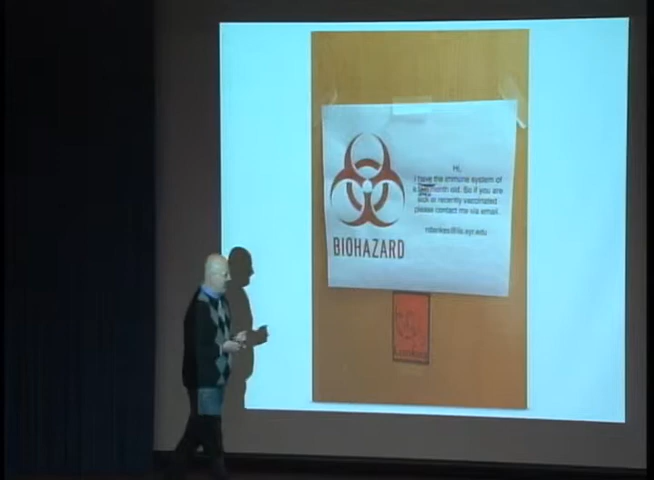 BIOHAZARD
Hi,
I have the immune system of
a month old. So if you are
sick or recently vaccinated
please contact me via email.